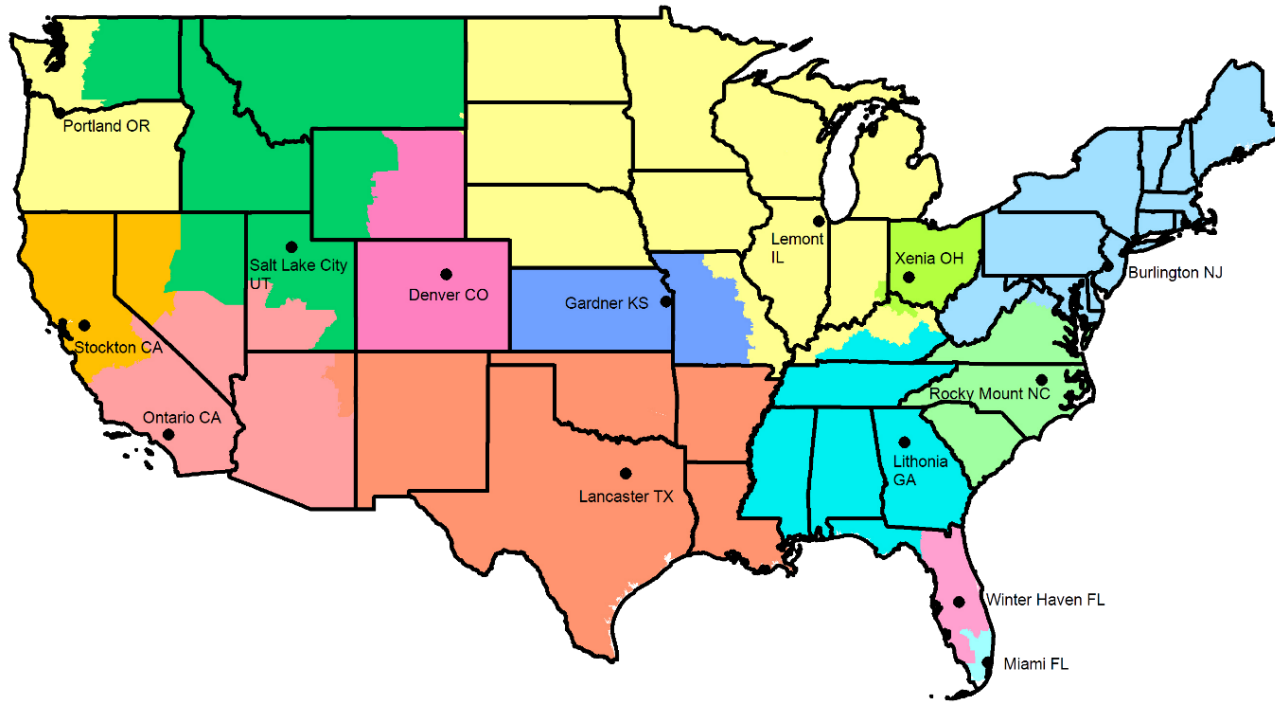 Portland OR
Lemont
IL
Xenia OH
Salt Lake City
UT
Burlington NJ
Denver CO
Gardner KS
Stockton CA
Rocky Mount NC
Ontario CA
Lithonia
GA
Lancaster TX
Winter Haven FL
Miami FL